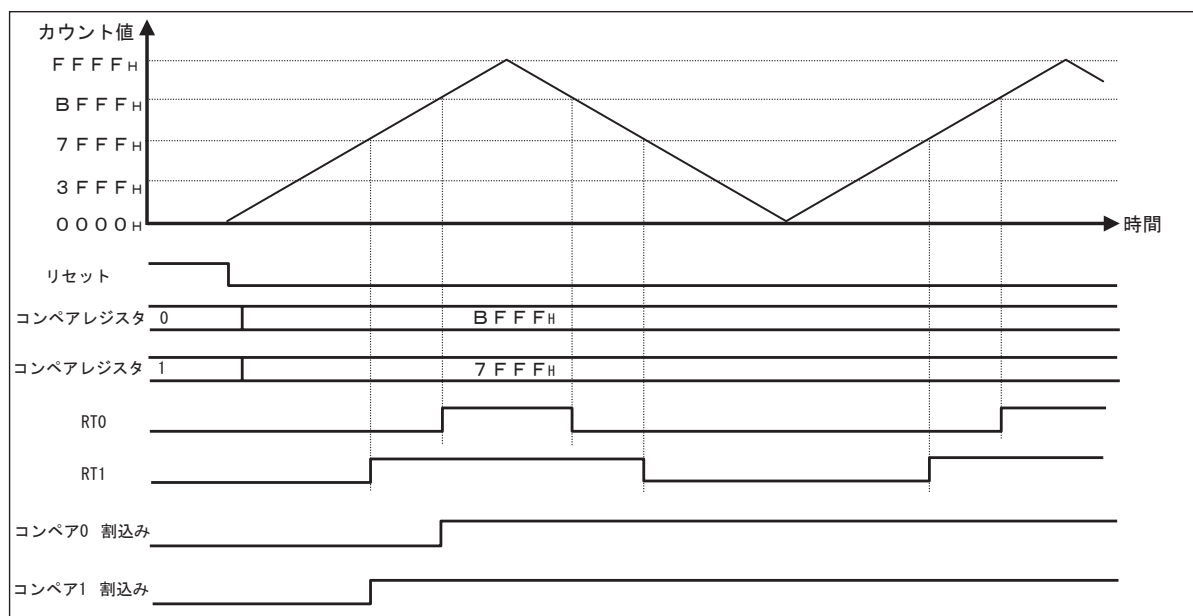 カウント値
ＦＦＦＦH
ＢＦＦＦH
７ＦＦＦH
３ＦＦＦH
００００H
時間
リセット
コンペアレジスタ 0 ＢＦＦＦH
コンペアレジスタ 1 ７ＦＦＦH
RT0
RT1
コンペア0 割込み
コンペア1 割込み